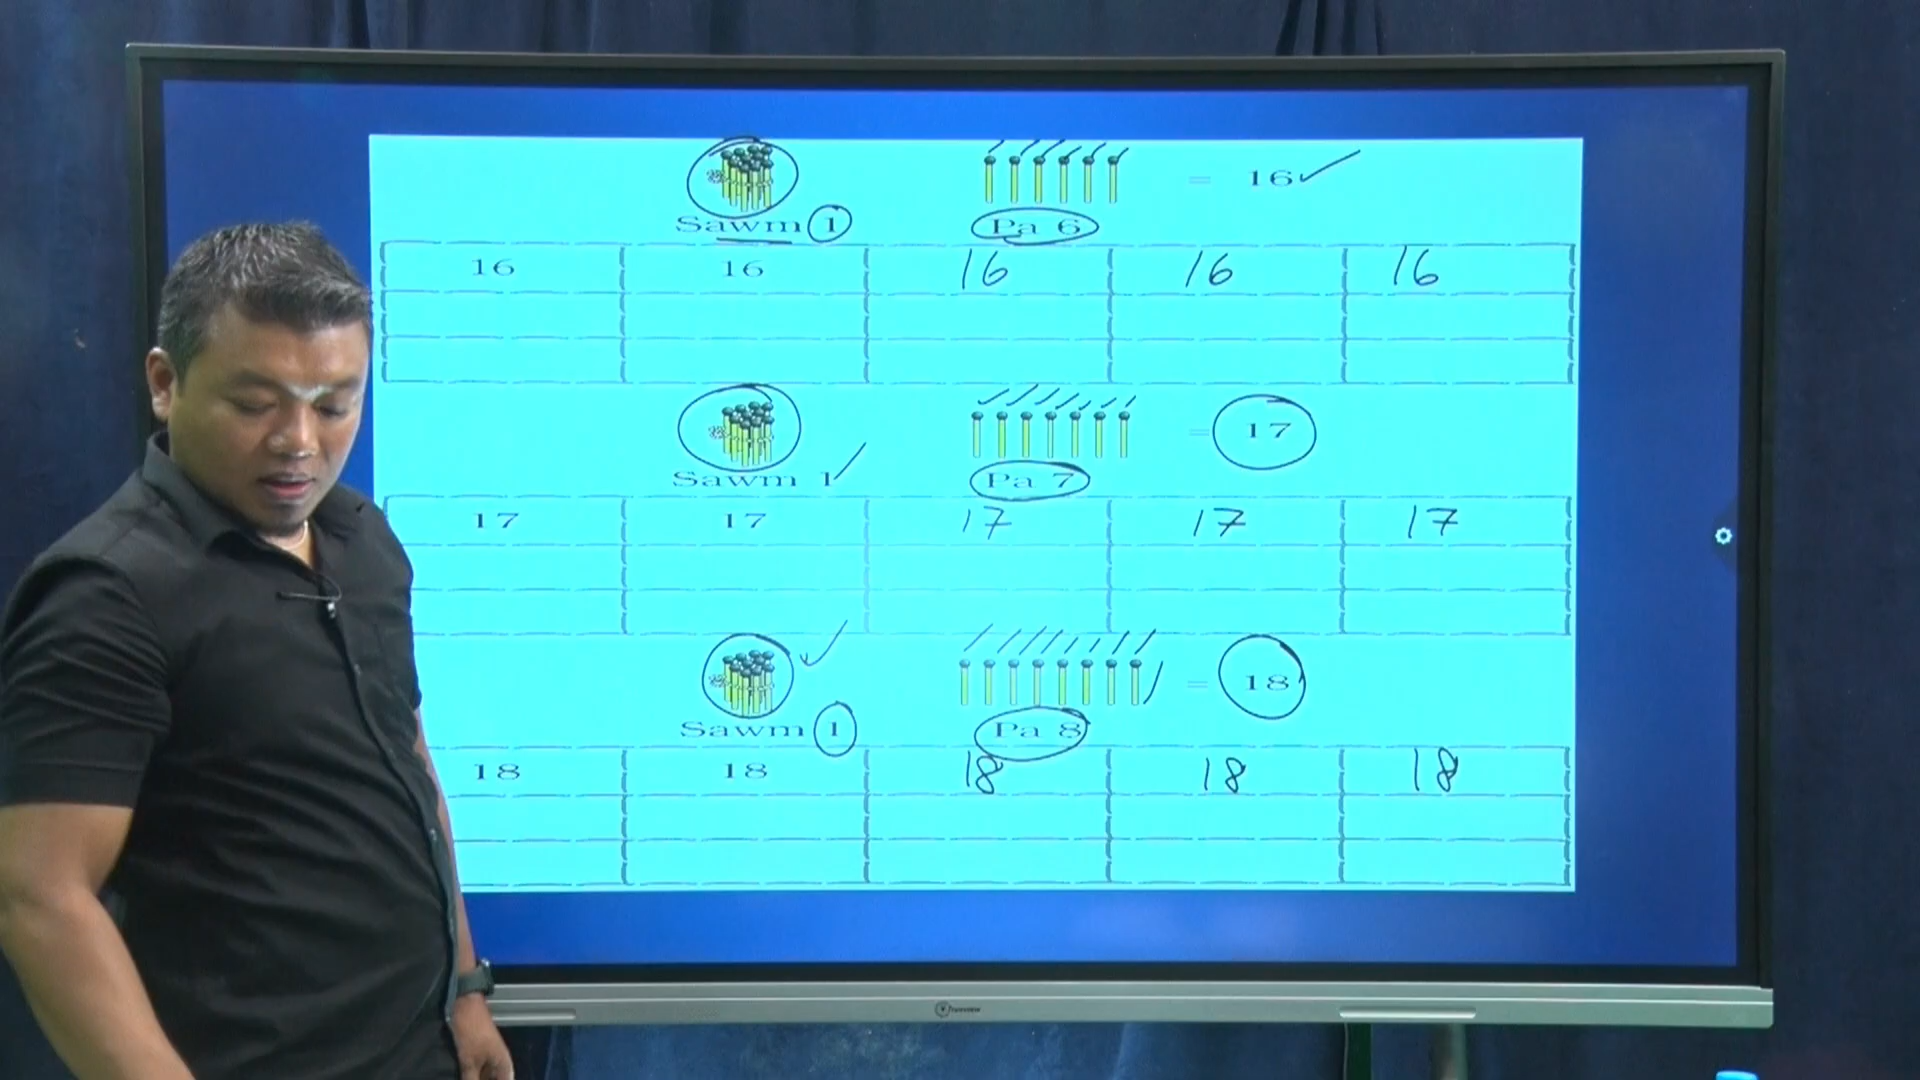 = 16
Sawm 1 Pa 6
16 16 16 16 16
= 17
Sawm 1 Pa 7
17 17 17 17 17
= 18
Sawm 1 Pa 8
18 18 18 18 18